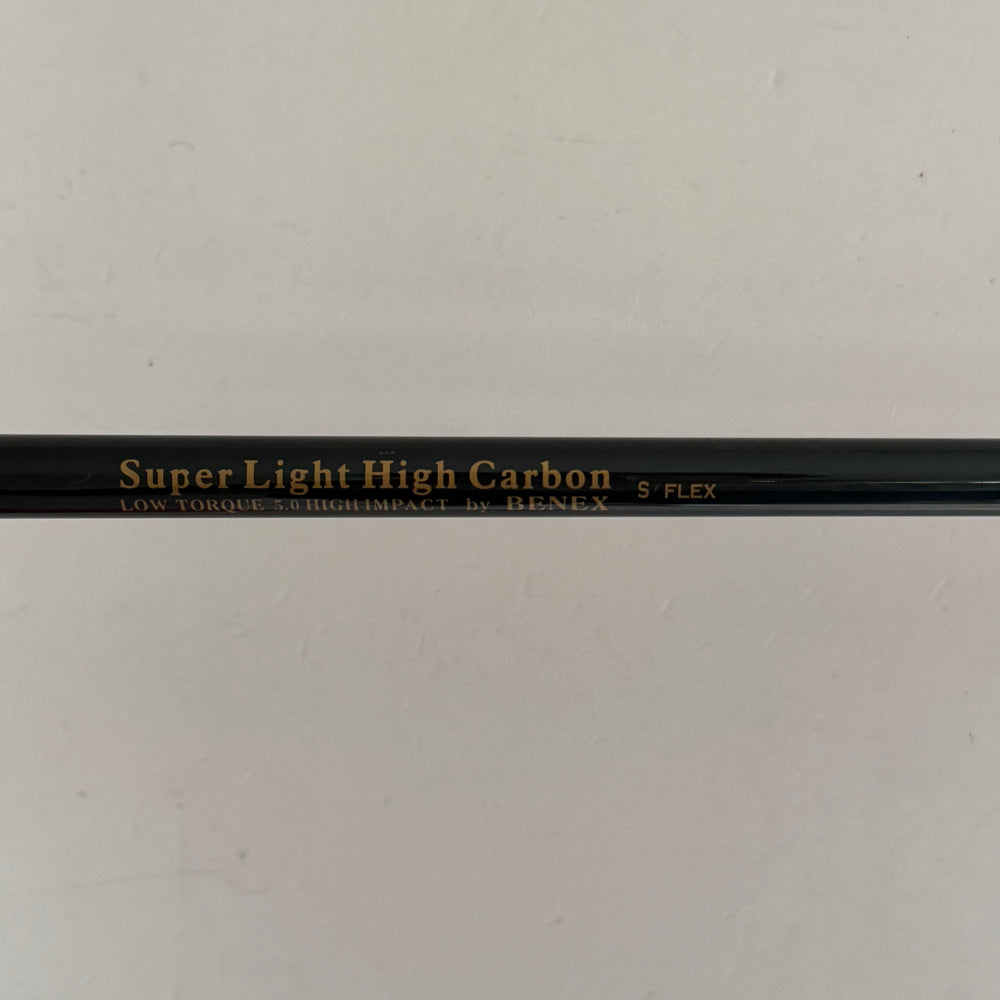 Super Light High Carbon
LOW TORQUE 5.0 HIGH IMPACT by BENEX
S FLEX